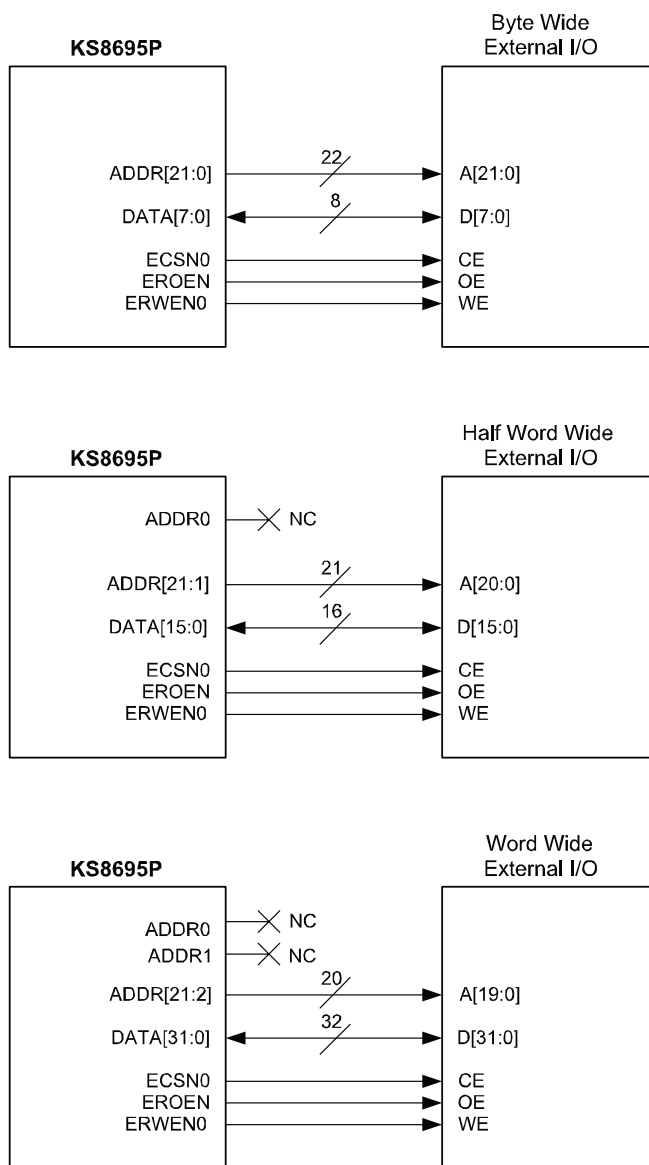 Byte Wide
KS8695P External I/O
22
ADDR[21:0] A[21:0]
8
DATA[7:0] D[7:0]
ECSN0 CE
EROEN OE
ERWEN0 WE
Half Word Wide
KS8695P External I/O
ADDR0 NC
21
ADDR[21:1] A[20:0]
16
DATA[15:0] D[15:0]
ECSN0 CE
EROEN OE
ERWEN0 WE
Word Wide
KS8695P External I/O
ADDR0 NC
ADDR1 NC
20
ADDR[21:2] A[19:0]
32
DATA[31:0] D[31:0]
ECSN0 CE
EROEN OE
ERWEN0 WE